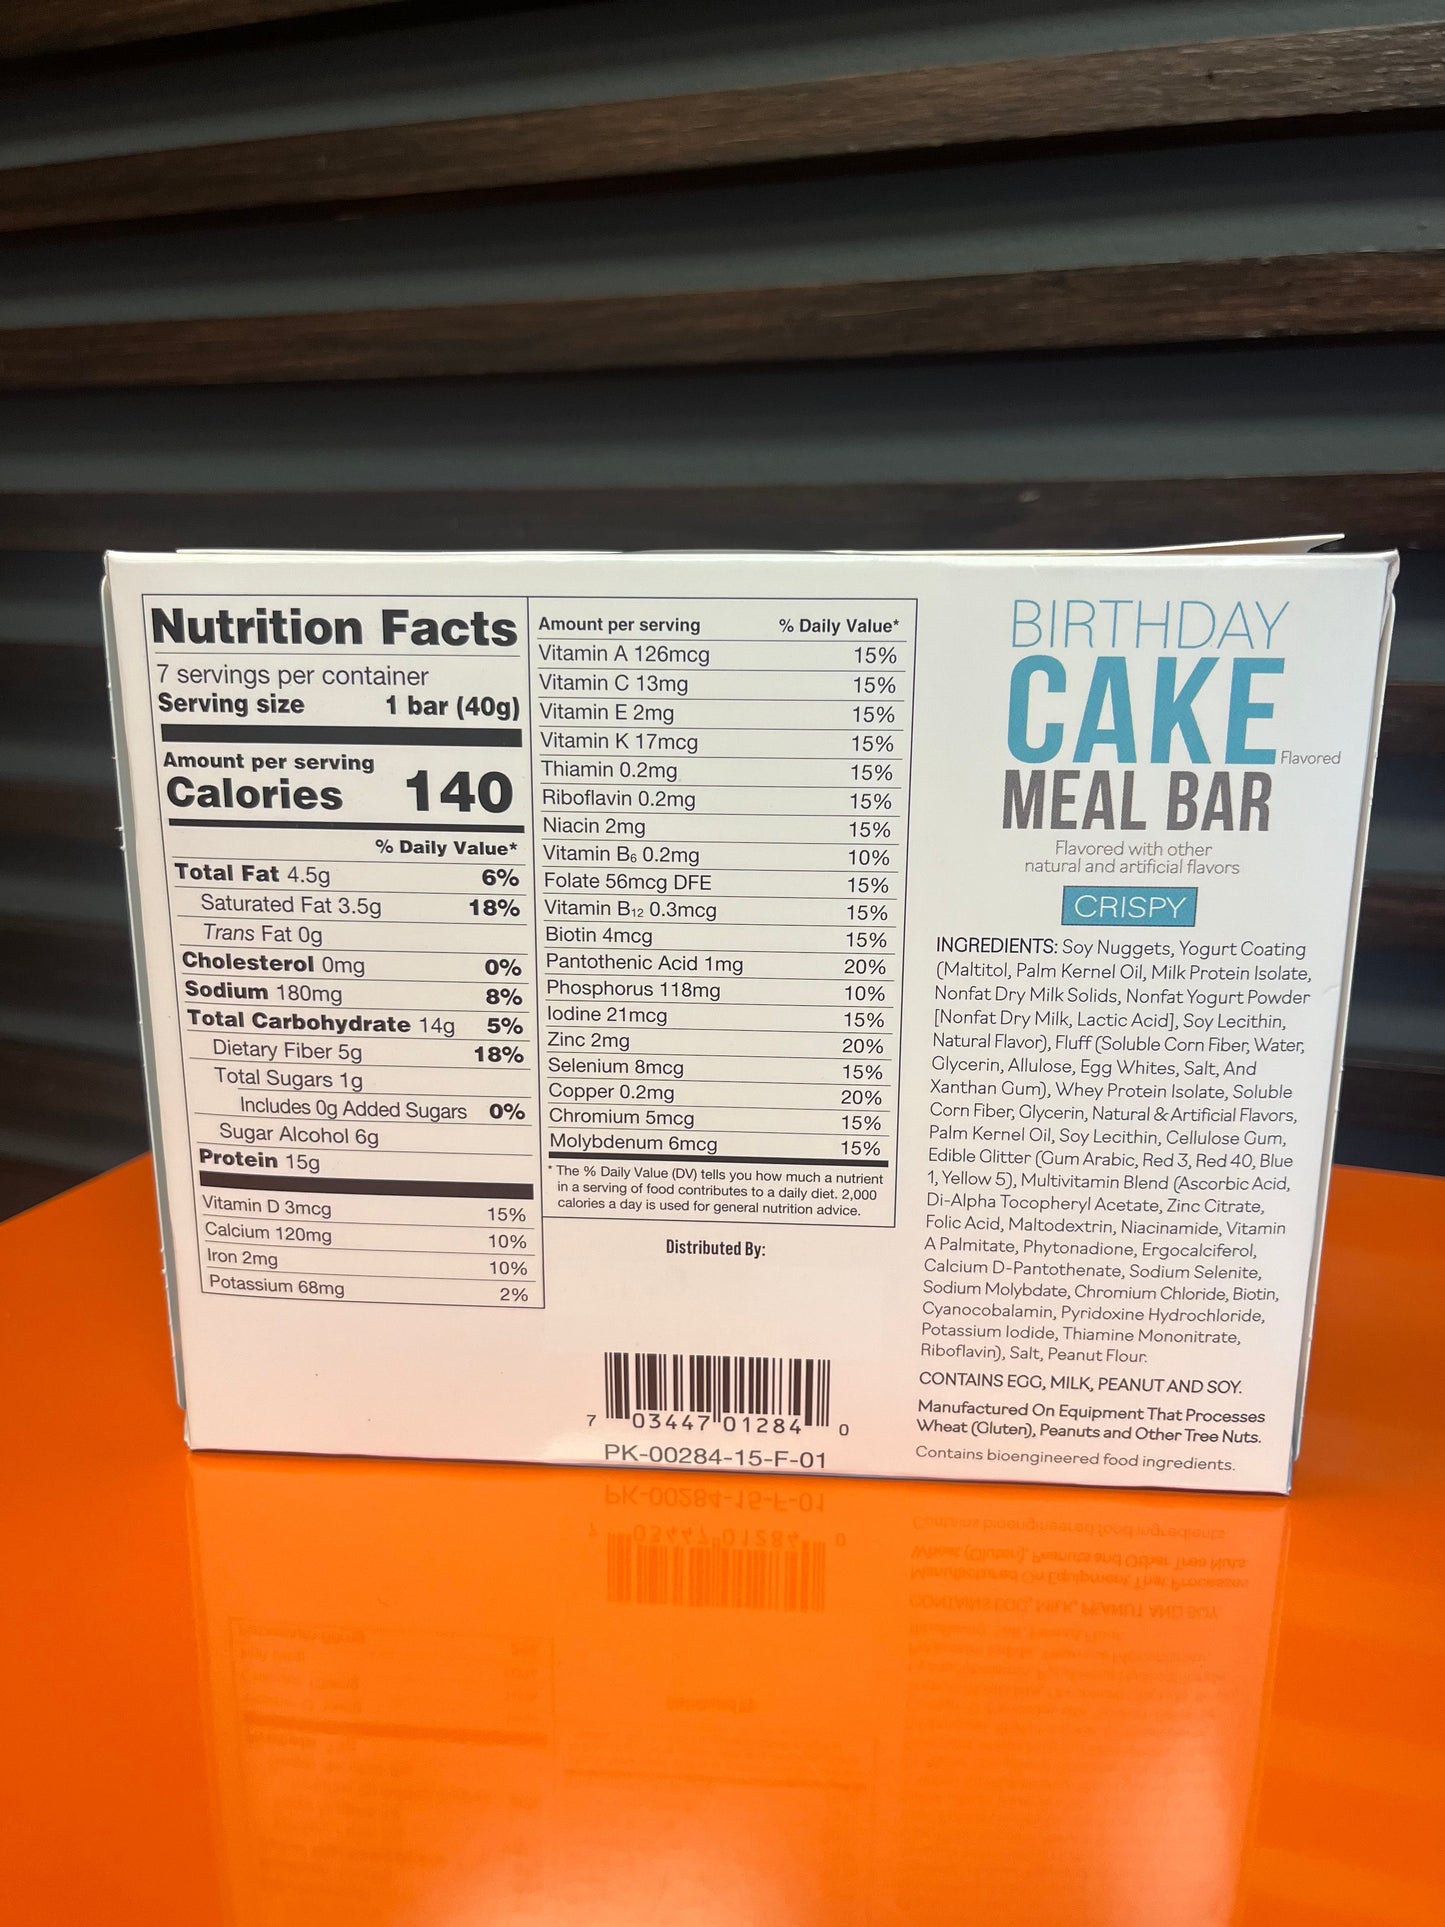 Nutrition Facts
7 servings per container
Serving size 1 bar (40g)
Amount per serving
Calories 140
% Daily Value*
Total Fat 4.5g 6%
Saturated Fat 3.5g 18%
Trans Fat 0g
Cholesterol 0mg 0%
Sodium 180mg 8%
Total Carbohydrate 14g 5%
Dietary Fiber 5g 18%
Total Sugars 1g
Includes 0g Added Sugars 0%
Sugar Alcohol 6g
Protein 15g
Vitamin D 3mcg 15%
Calcium 120mg 10%
Iron 2mg 10%
Potassium 68mg 2%
Amount per serving % Daily Value*
Vitamin A 126mcg 15%
Vitamin C 13mg 15%
Vitamin E 2mg 15%
Vitamin K 17mcg 15%
Thiamin 0.2mg 15%
Riboflavin 0.2mg 15%
Niacin 2mg 15%
Vitamin B₆ 0.2mg 10%
Folate 56mcg DFE 15%
Vitamin B₁₂ 0.3mcg 15%
Biotin 4mcg 15%
Pantothenic Acid 1mg 20%
Phosphorus 118mg 10%
Iodine 21mcg 15%
Zinc 2mg 20%
Selenium 8mcg 15%
Copper 0.2mg 20%
Chromium 5mcg 15%
Molybdenum 6mcg 15%
* The % Daily Value (DV) tells you how much a nutrient
in a serving of food contributes to a daily diet. 2,000
calories a day is used for general nutrition advice.
Distributed By:
7 03447 01284 0
PK-00284-15-F-01
BIRTHDAY
CAKE Flavored
MEAL BAR
Flavored with other
natural and artificial flavors
CRISPY
INGREDIENTS: Soy Nuggets, Yogurt Coating
(Maltitol, Palm Kernel Oil, Milk Protein Isolate,
Nonfat Dry Milk Solids, Nonfat Yogurt Powder
[Nonfat Dry Milk, Lactic Acid], Soy Lecithin,
Natural Flavor), Fluff (Soluble Corn Fiber, Water,
Glycerin, Allulose, Egg Whites, Salt, And
Xanthan Gum), Whey Protein Isolate, Soluble
Corn Fiber, Glycerin, Natural & Artificial Flavors,
Palm Kernel Oil, Soy Lecithin, Cellulose Gum,
Edible Glitter (Gum Arabic, Red 3, Red 40, Blue
1, Yellow 5), Multivitamin Blend (Ascorbic Acid,
Di-Alpha Tocopheryl Acetate, Zinc Citrate,
Folic Acid, Maltodextrin, Niacinamide, Vitamin
A Palmitate, Phytonadione, Ergocalciferol,
Calcium D-Pantothenate, Sodium Selenite,
Sodium Molybdate, Chromium Chloride, Biotin,
Cyanocobalamin, Pyridoxine Hydrochloride,
Potassium Iodide, Thiamine Mononitrate,
Riboflavin), Salt, Peanut Flour.
CONTAINS EGG, MILK, PEANUT AND SOY.
Manufactured On Equipment That Processes
Wheat (Gluten), Peanuts and Other Tree Nuts.
Contains bioengineered food ingredients.